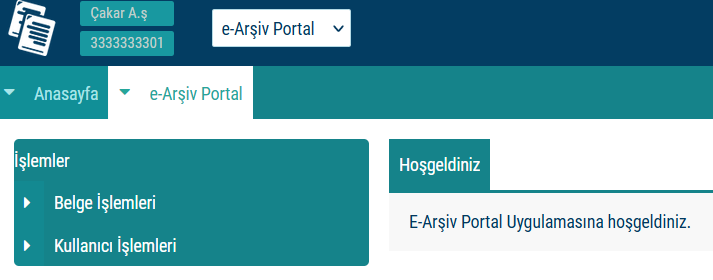 Çakar A.ş
3333333301
e-Arşiv Portal
Anasayfa
e-Arşiv Portal
İşlemler
Belge İşlemleri
Kullanıcı İşlemleri
Hoşgeldiniz
E-Arşiv Portal Uygulamasına hoşgeldiniz.